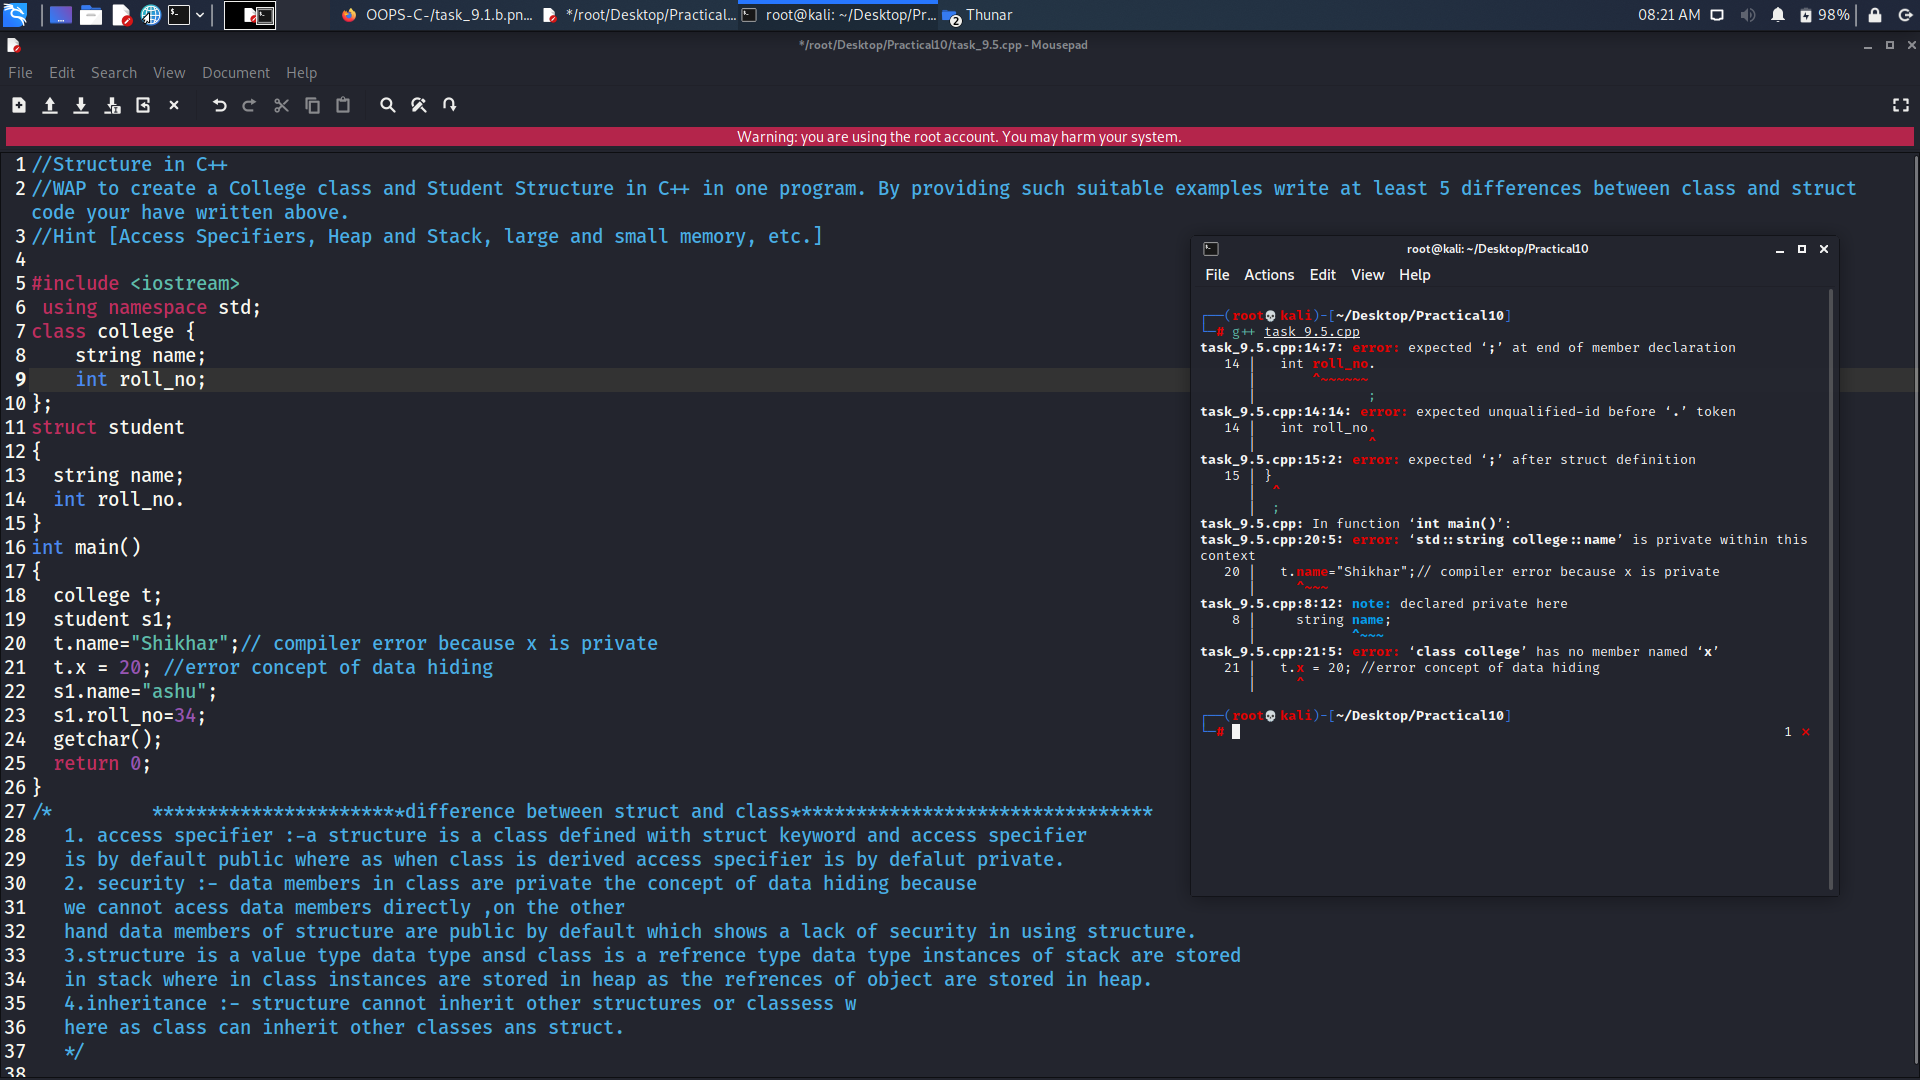 OOPS-C-/task_9.1.b.pn...
*/root/Desktop/Practical...
root@kali: ~/Desktop/Pr...
2
Thunar
08:21 AM
98%
*/root/Desktop/Practical10/task_9.5.cpp - Mousepad
File Edit Search View Document Help
Warning: you are using the root account. You may harm your system.
1 //Structure in C++
2 //WAP to create a College class and Student Structure in C++ in one program. By providing such suitable examples write at least 5 differences between class and struct
code your have written above.
3 //Hint [Access Specifiers, Heap and Stack, large and small memory, etc.]
4
5 #include <iostream>
6 using namespace std;
7 class college {
8 string name;
9 int roll_no;
10 };
11 struct student
12 {
13 string name;
14 int roll_no.
15 }
16 int main()
17 {
18 college t;
19 student s1;
20 t.name="Shikhar";// compiler error because x is private
21 t.x = 20; //error concept of data hiding
22 s1.name="ashu";
23 s1.roll_no=34;
24 getchar();
25 return 0;
26 }
27 /* ***********************difference between struct and class*********************************
28 1. access specifier :-a structure is a class defined with struct keyword and access specifier
29 is by default public where as when class is derived access specifier is by defalut private.
30 2. security :- data members in class are private the concept of data hiding because
31 we cannot acess data members directly ,on the other
32 hand data members of structure are public by default which shows a lack of security in using structure.
33 3.structure is a value type data type ansd class is a refrence type data type instances of stack are stored
34 in stack where in class instances are stored in heap as the refrences of object are stored in heap.
35 4.inheritance :- structure cannot inherit other structures or classess w
36 here as class can inherit other classes ans struct.
37 */
38
root@kali: ~/Desktop/Practical10
File Actions Edit View Help
(root💀kali)-[~/Desktop/Practical10]
# g++ task_9.5.cpp
task_9.5.cpp:14:7: error: expected ‘;’ at end of member declaration
14 | int roll_no.
| ^~~~~~~
| ;
task_9.5.cpp:14:14: error: expected unqualified-id before ‘.’ token
14 | int roll_no.
| ^
task_9.5.cpp:15:2: error: expected ‘;’ after struct definition
15 | }
| ^
| ;
task_9.5.cpp: In function ‘int main()’:
task_9.5.cpp:20:5: error: ‘std::string college::name’ is private within this
context
20 | t.name="Shikhar";// compiler error because x is private
| ^~~~
task_9.5.cpp:8:12: note: declared private here
8 | string name;
| ^~~~
task_9.5.cpp:21:5: error: ‘class college’ has no member named ‘x’
21 | t.x = 20; //error concept of data hiding
| ^
(root💀kali)-[~/Desktop/Practical10]
#
1 ×